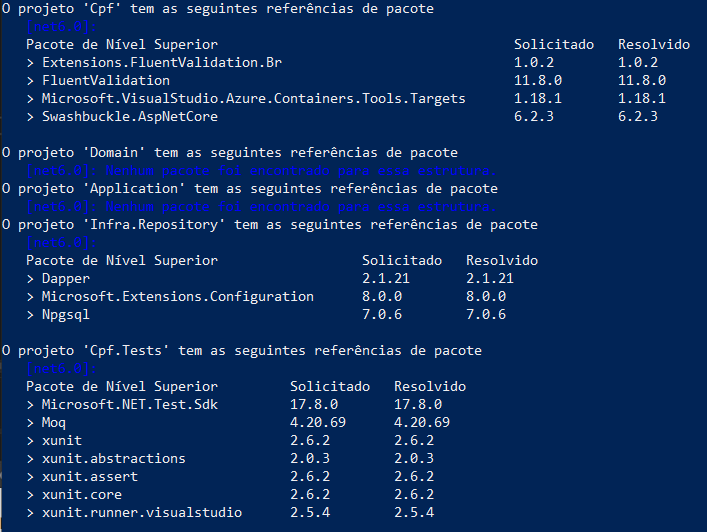 O projeto 'Cpf' tem as seguintes referências de pacote
[net6.0]:
Pacote de Nível Superior Solicitado Resolvido
> Extensions.FluentValidation.Br 1.0.2 1.0.2
> FluentValidation 11.8.0 11.8.0
> Microsoft.VisualStudio.Azure.Containers.Tools.Targets 1.18.1 1.18.1
> Swashbuckle.AspNetCore 6.2.3 6.2.3
O projeto 'Domain' tem as seguintes referências de pacote
[net6.0]: Nenhum pacote foi encontrado para essa estrutura.
O projeto 'Application' tem as seguintes referências de pacote
[net6.0]: Nenhum pacote foi encontrado para essa estrutura.
O projeto 'Infra.Repository' tem as seguintes referências de pacote
[net6.0]:
Pacote de Nível Superior Solicitado Resolvido
> Dapper 2.1.21 2.1.21
> Microsoft.Extensions.Configuration 8.0.0 8.0.0
> Npgsql 7.0.6 7.0.6
O projeto 'Cpf.Tests' tem as seguintes referências de pacote
[net6.0]:
Pacote de Nível Superior Solicitado Resolvido
> Microsoft.NET.Test.Sdk 17.8.0 17.8.0
> Moq 4.20.69 4.20.69
> xunit 2.6.2 2.6.2
> xunit.abstractions 2.0.3 2.0.3
> xunit.assert 2.6.2 2.6.2
> xunit.core 2.6.2 2.6.2
> xunit.runner.visualstudio 2.5.4 2.5.4